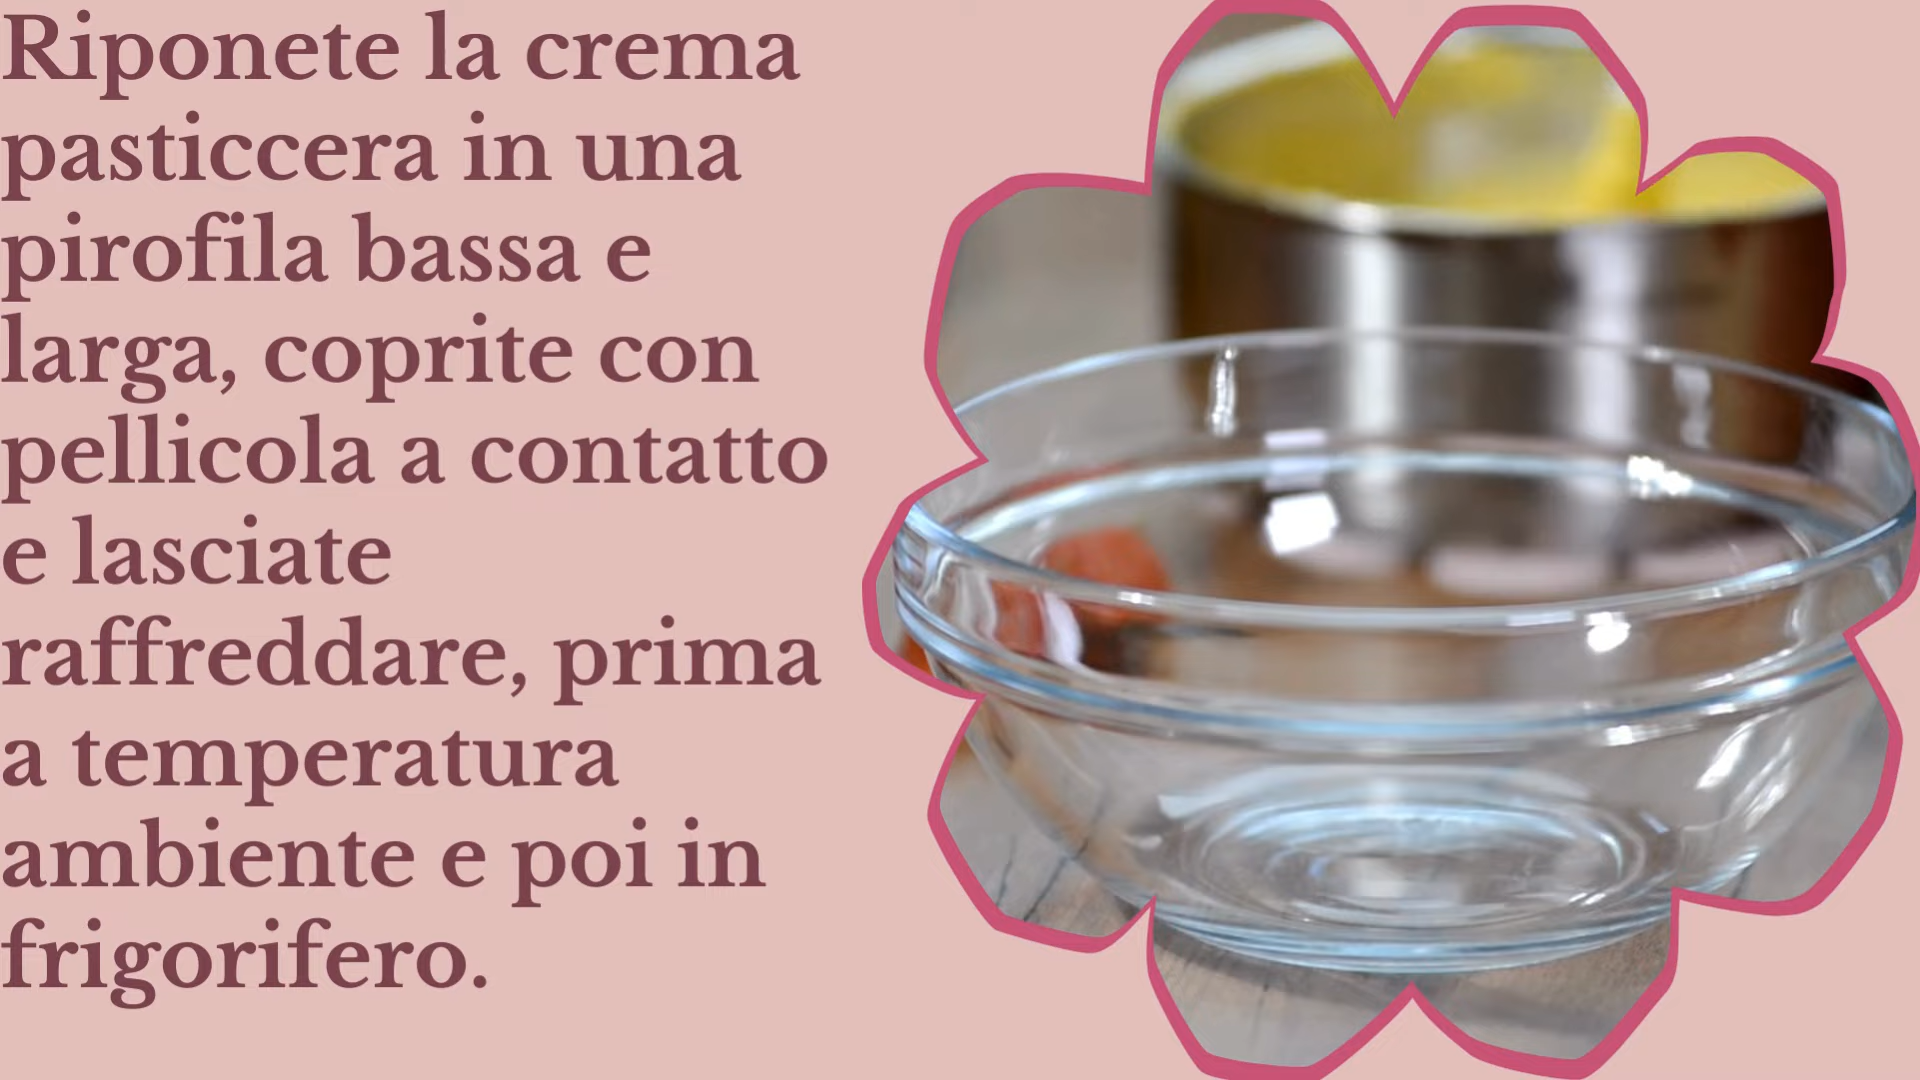 Riponete la crema
pasticcera in una
pirofila bassa e
larga, coprite con
pellicola a contatto
e lasciate
raffreddare, prima
a temperatura
ambiente e poi in
frigorifero.